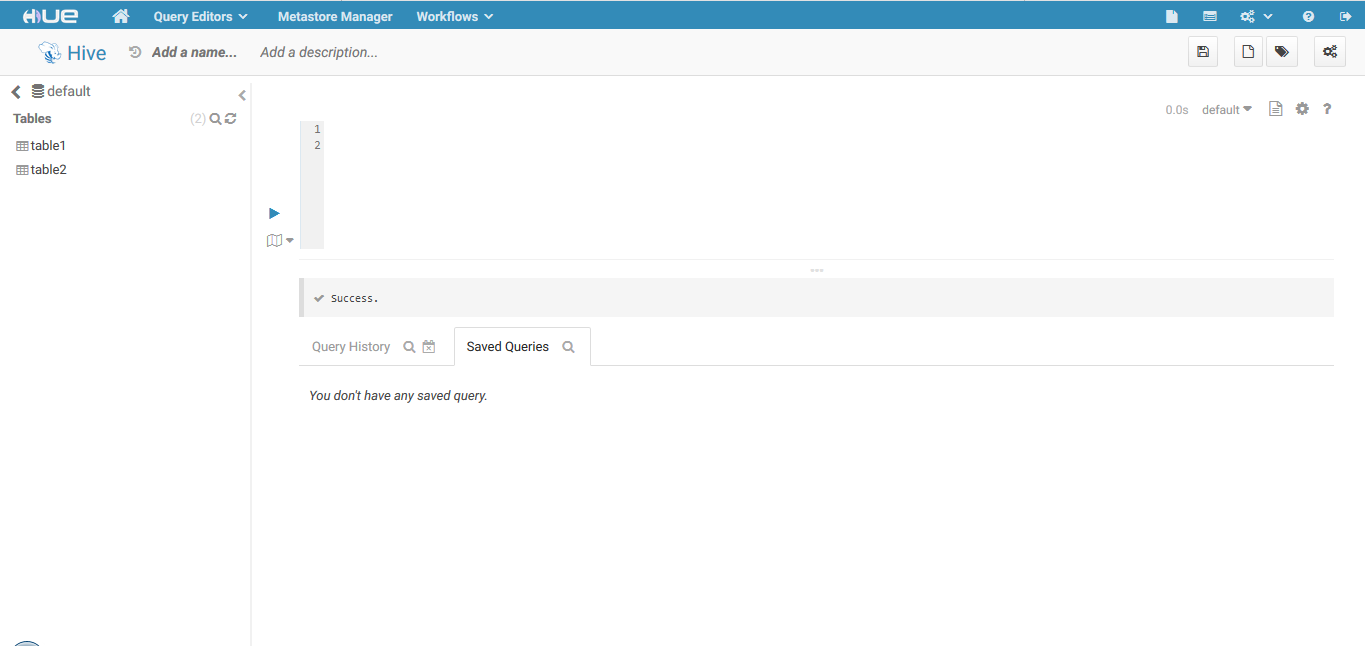 HUE Query Editors Metastore Manager Workflows
Hive Add a name... Add a description...
default
Tables (2)
table1
table2
0.0s default ?
1
2
Success.
Query History Saved Queries
You don't have any saved query.